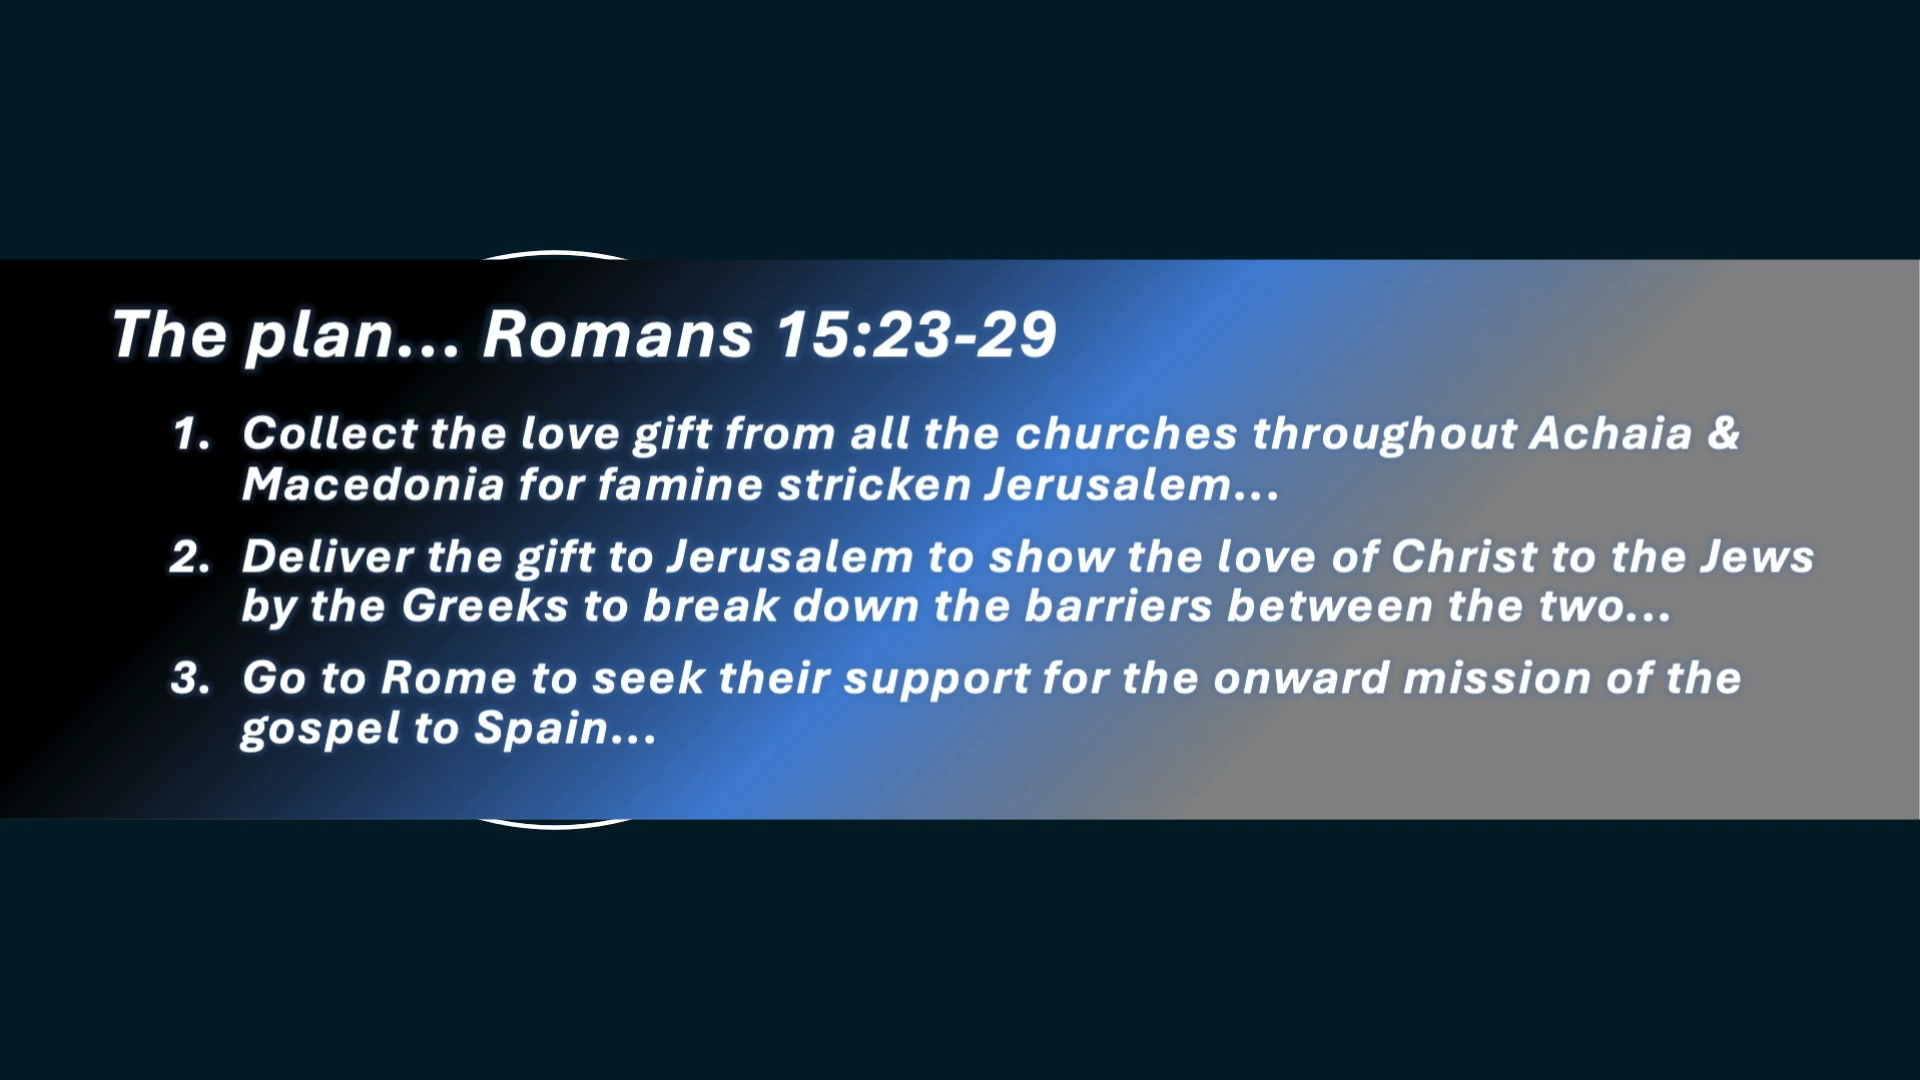 The plan... Romans 15:23-29
1. Collect the love gift from all the churches throughout Achaia &
Macedonia for famine stricken Jerusalem...
2. Deliver the gift to Jerusalem to show the love of Christ to the Jews
by the Greeks to break down the barriers between the two...
3. Go to Rome to seek their support for the onward mission of the
gospel to Spain...